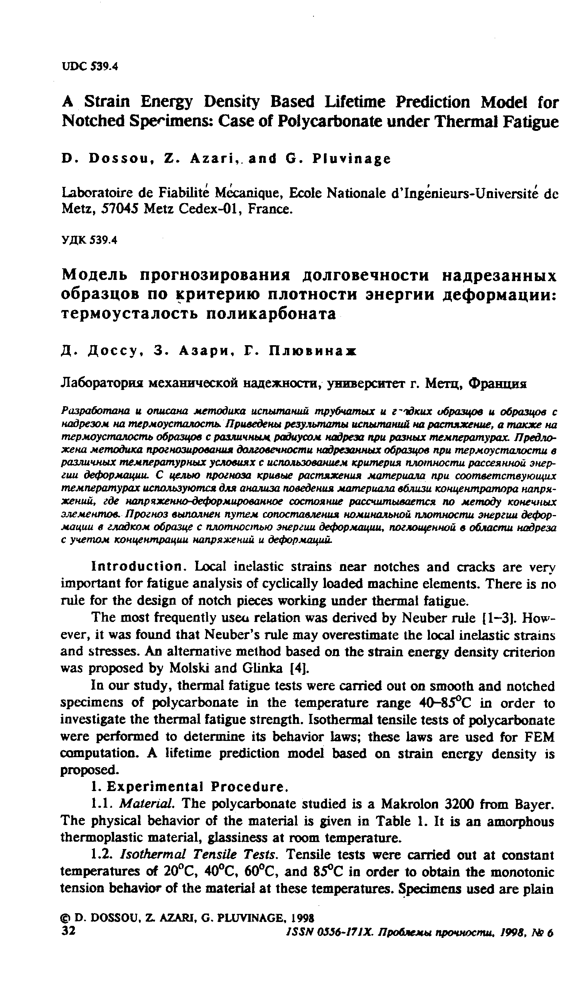 UDC 539.4
A Strain Energy Density Based Lifetime Prediction Model for
Notched Specimens: Case of Polycarbonate under Thermal Fatigue
D. Dossou, Z. Azari, and G. Pluvinage
Laboratoire de Fiabilité Mécanique, Ecole Nationale d'Ingénieurs-Université de
Metz, 57045 Metz Cedex-01, France.
УДК 539.4
Модель прогнозирования долговечности надрезанных
образцов по критерию плотности энергии деформации:
термоусталость поликарбоната
Д. Доссу, З. Азари, Г. Плювинаж
Лаборатория механической надежности, университет г. Метц, Франция
Разработана и описана методика испытаний трубчатых и гладких образцов и образцов с
надрезом на термоусталость. Приведены результаты испытаний на растяжение, а также на
термоусталость образцов с различным радиусом надреза при разных температурах. Предло-
жена методика прогнозирования долговечности надрезанных образцов при термоусталости в
различных температурных условиях с использованием критерия плотности рассеянной энер-
гии деформации. С целью прогноза кривые растяжения материала при соответствующих
температурах используются для анализа поведения материала вблизи концентратора напря-
жений, где напряженно-деформированное состояние рассчитывается по методу конечных
элементов. Прогноз выполнен путем сопоставления номинальной плотности энергии дефор-
мации в гладком образце с плотностью энергии деформации, поглощенной в области надреза
с учетом концентрации напряжений и деформаций.
Introduction. Local inelastic strains near notches and cracks are very
important for fatigue analysis of cyclically loaded machine elements. There is no
rule for the design of notch pieces working under thermal fatigue.
The most frequently used relation was derived by Neuber rule [1–3]. How-
ever, it was found that Neuber's rule may overestimate the local inelastic strains
and stresses. An alternative method based on the strain energy density criterion
was proposed by Molski and Glinka [4].
In our study, thermal fatigue tests were carried out on smooth and notched
specimens of polycarbonate in the temperature range 40–85°C in order to
investigate the thermal fatigue strength. Isothermal tensile tests of polycarbonate
were performed to determine its behavior laws; these laws are used for FEM
computation. A lifetime prediction model based on strain energy density is
proposed.
1. Experimental Procedure.
1.1. Material. The polycarbonate studied is a Makrolon 3200 from Bayer.
The physical behavior of the material is given in Table 1. It is an amorphous
thermoplastic material, glassiness at room temperature.
1.2. Isothermal Tensile Tests. Tensile tests were carried out at constant
temperatures of 20°C, 40°C, 60°C, and 85°C in order to obtain the monotonic
tension behavior of the material at these temperatures. Specimens used are plain
© D. DOSSOU, Z. AZARI, G. PLUVINAGE, 1998
32 ISSN 0556-171X. Проблемы прочности, 1998, № 6